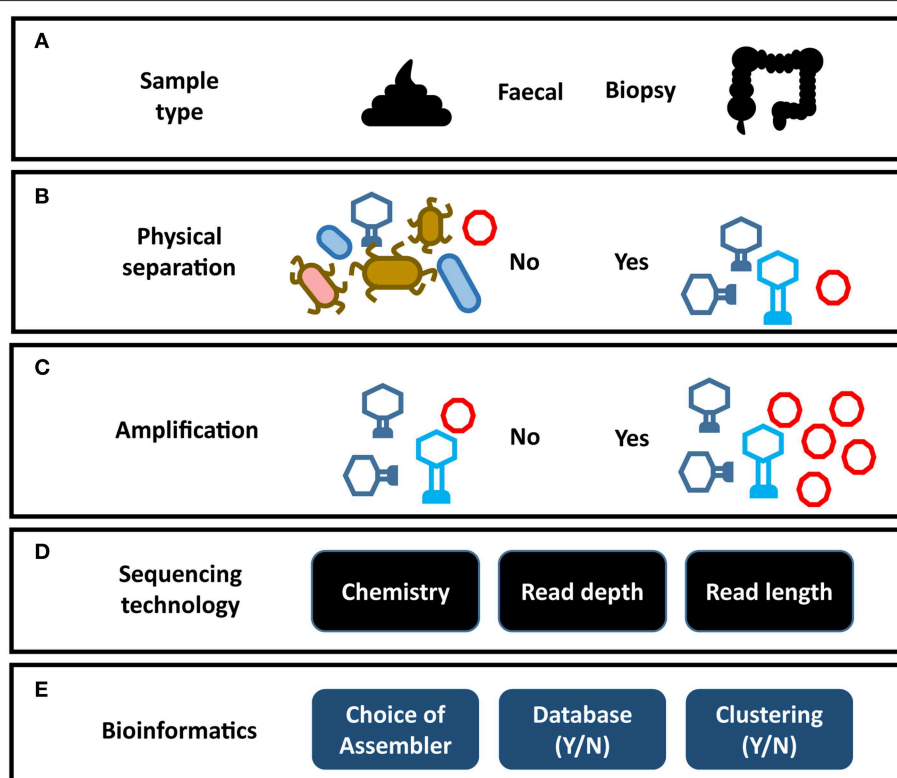 A
Sample
type
Faecal
Biopsy
B
Physical
separation
No
Yes
C
Amplification
No
Yes
D
Sequencing
technology
Chemistry
Read depth
Read length
E
Bioinformatics
Choice of
Assembler
Database
(Y/N)
Clustering
(Y/N)